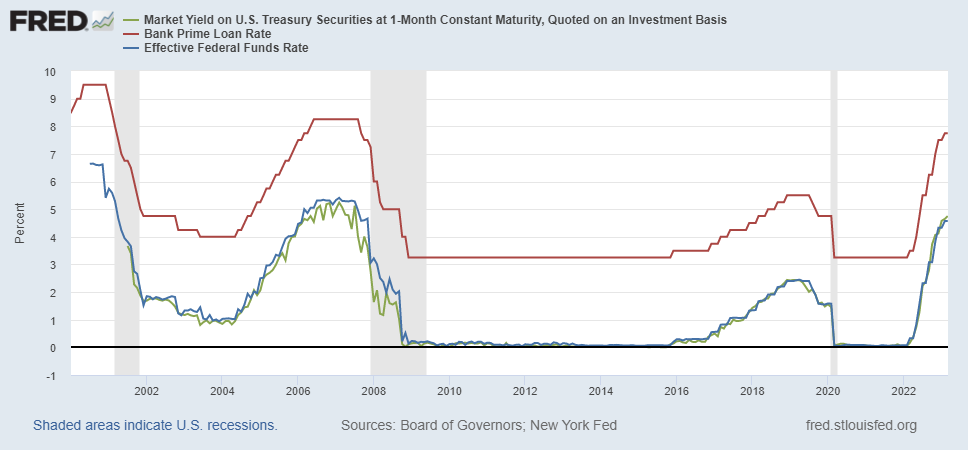 FRED
Market Yield on U.S. Treasury Securities at 1-Month Constant Maturity, Quoted on an Investment Basis
Bank Prime Loan Rate
Effective Federal Funds Rate
10
9
8
7
6
5
4
3
2
1
0
-1
Percent
2002 2004 2006 2008 2010 2012 2014 2016 2018 2020 2022
Shaded areas indicate U.S. recessions. Sources: Board of Governors; New York Fed fred.stlouisfed.org